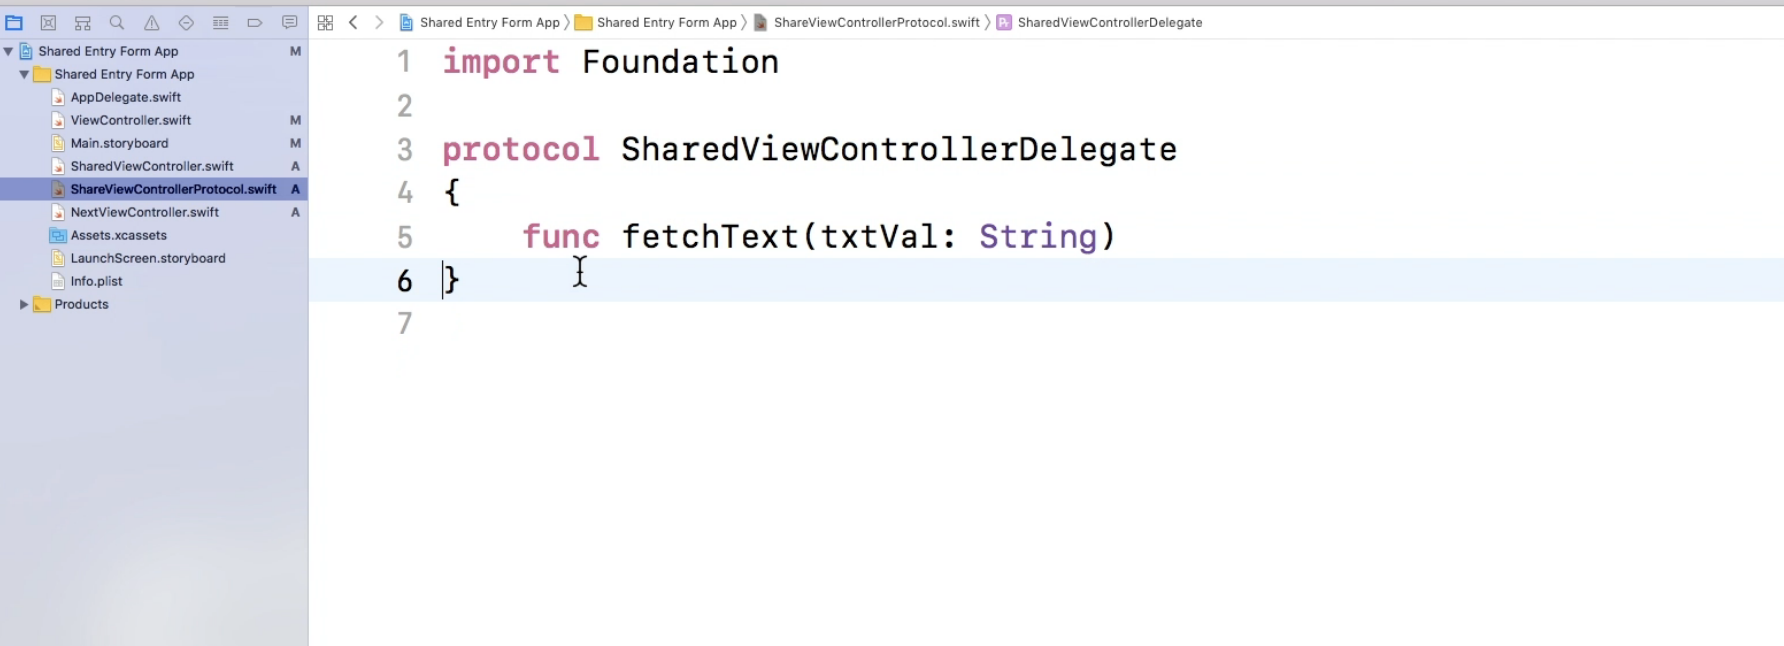 Shared Entry Form App 〉 Shared Entry Form App 〉 ShareViewControllerProtocol.swift 〉 Pr SharedViewControllerDelegate
Shared Entry Form App M
Shared Entry Form App
AppDelegate.swift
ViewController.swift M
Main.storyboard M
SharedViewController.swift A
ShareViewControllerProtocol.swift A
NextViewController.swift A
Assets.xcassets
LaunchScreen.storyboard
Info.plist
Products
1 import Foundation
2
3 protocol SharedViewControllerDelegate
4 {
5 func fetchText(txtVal: String)
6 }
7